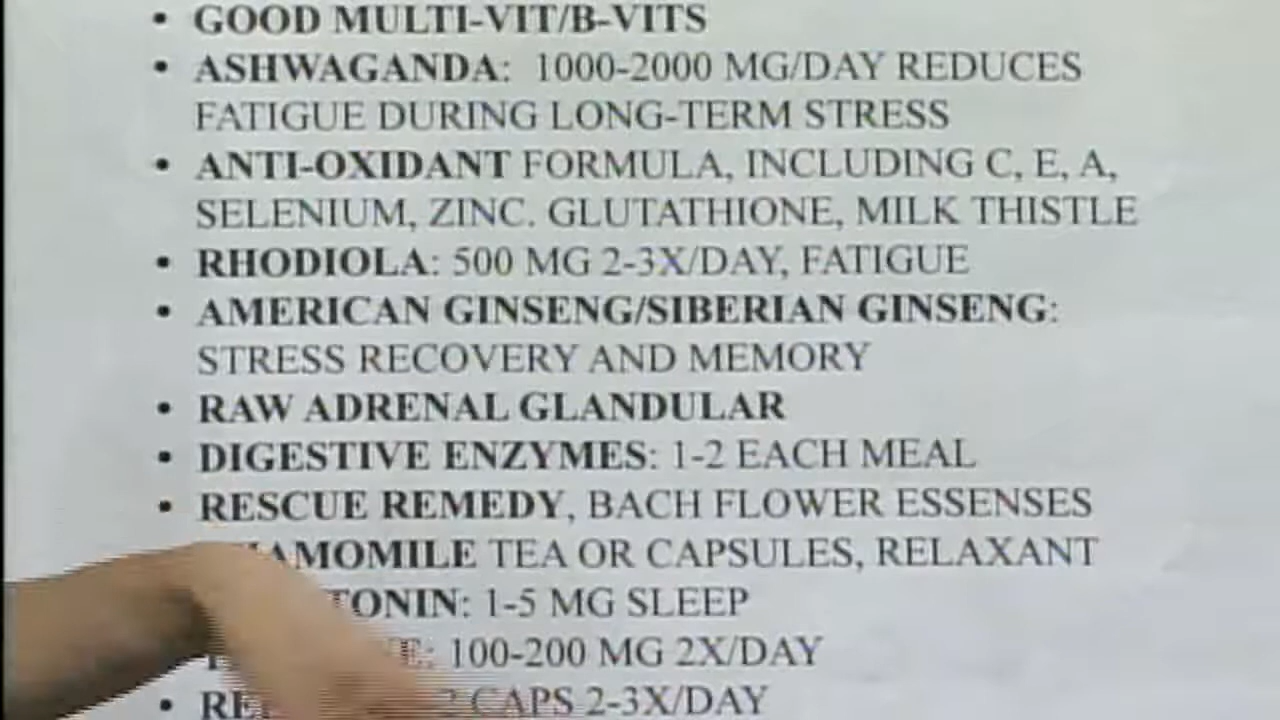 • GOOD MULTI-VIT/B-VITS
• ASHWAGANDA: 1000-2000 MG/DAY REDUCES
FATIGUE DURING LONG-TERM STRESS
• ANTI-OXIDANT FORMULA, INCLUDING C, E, A,
SELENIUM, ZINC. GLUTATHIONE, MILK THISTLE
• RHODIOLA: 500 MG 2-3X/DAY, FATIGUE
• AMERICAN GINSENG/SIBERIAN GINSENG:
STRESS RECOVERY AND MEMORY
• RAW ADRENAL GLANDULAR
• DIGESTIVE ENZYMES: 1-2 EACH MEAL
• RESCUE REMEDY, BACH FLOWER ESSENSES
TEA OR CAPSULES, RELAXANT
1-5 MG SLEEP
100-200 MG 2X/DAY
• 2 CAPS 2-3X/DAY